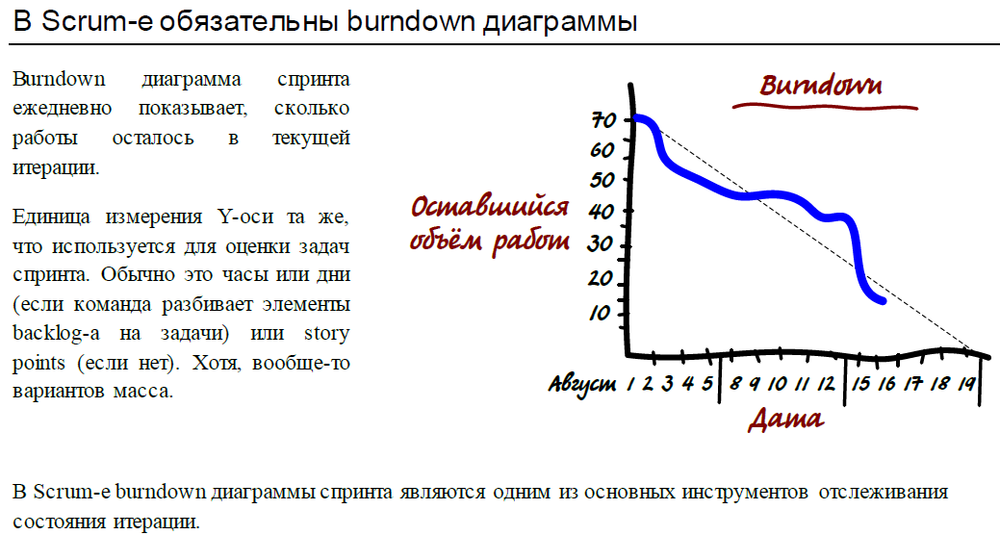 В Scrum-е обязательны burndown диаграммы
Burndown диаграмма спринта
ежедневно показывает, сколько
работы осталось в текущей
итерации.
Единица измерения Y-оси та же,
что используется для оценки задач
спринта. Обычно это часы или дни
(если команда разбивает элементы
backlog-а на задачи) или story
points (если нет). Хотя, вообще-то
вариантов масса.
Burndown
70
60
50
40
30
20
10
Оставшийся
объём работ
Август 1 2 3 4 5 8 9 10 11 12 15 16 17 18 19
Дата
В Scrum-е burndown диаграммы спринта являются одним из основных инструментов отслеживания
состояния итерации.